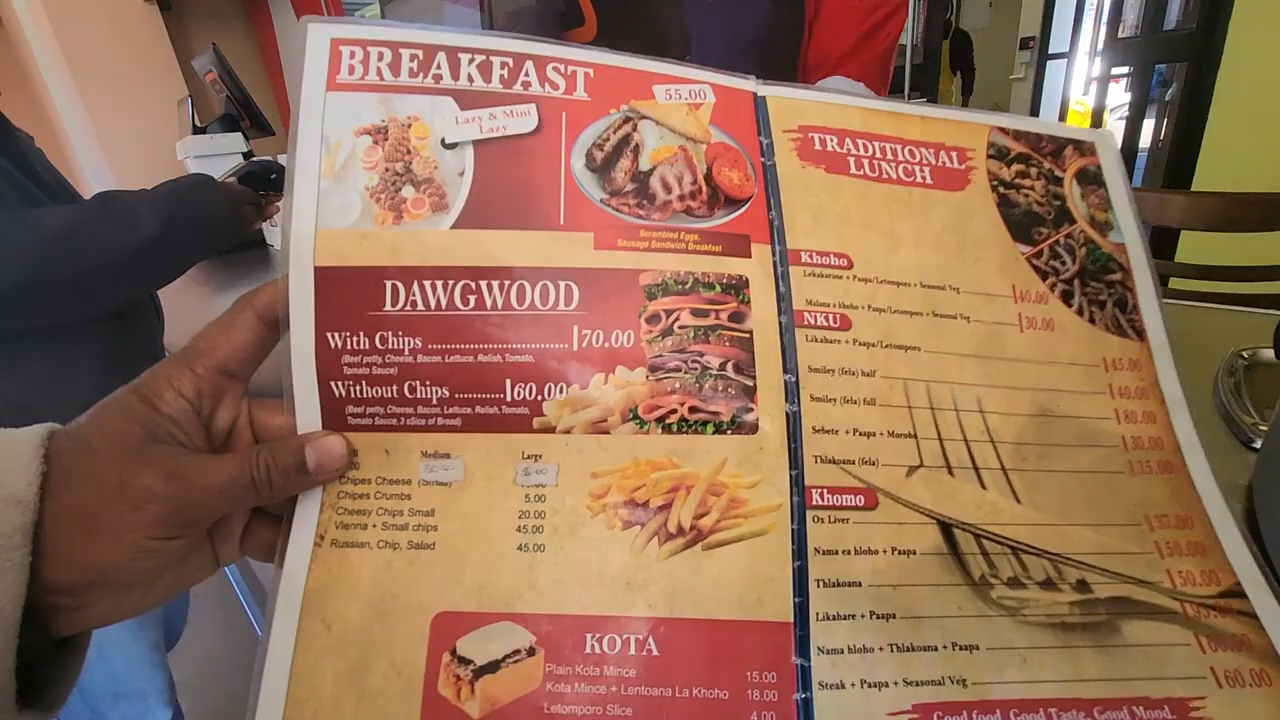 BREAKFAST
55.00
Lazy & Mini
Lazy
Scrambled Eggs,
Sausage Sandwich Breakfast
DAWGWOOD
With Chips 70.00
(Beef petty, Cheese, Bacon, Lettuce, Relish, Tomato,
Tomato Sauce)
Without Chips 60.00
(Beef petty, Cheese, Bacon, Lettuce, Relish, Tomato,
Tomato Sauce, 3 sSice of Bread)
Medium Large
Chipes Cheese (Small)
Chipes Crumbs 5.00
Cheesy Chips Small 20.00
Vienna + Small chips 45.00
Russian, Chip, Salad 45.00
KOTA
Plain Kota Mince 15.00
Kota Mince + Lentoana La Khoho 18.00
Letomporo Slice 4.00
TRADITIONAL
LUNCH
Khoho
Lekakarane + Paapa/Letomporo + Seasonal Veg 40.00
Malana a khoho + Paapa/Letomporo + Seasonal Veg 30.00
NKU
Likahare + Paapa/Letomporo 45.00
Smiley (fela) half 40.00
Smiley (fela) full 80.00
Sebete + Paapa + Moroho 30.00
Thlakoana (fela) 15.00
Khomo
Ox Liver 37.00
Nama ea hloho + Paapa 50.00
Thlakoana 50.00
Likahare + Paapa
Nama hloho + Thlakoana + Paapa
Steak + Paapa + Seasonal Veg 60.00
Good food. Good Taste. Good Mood.